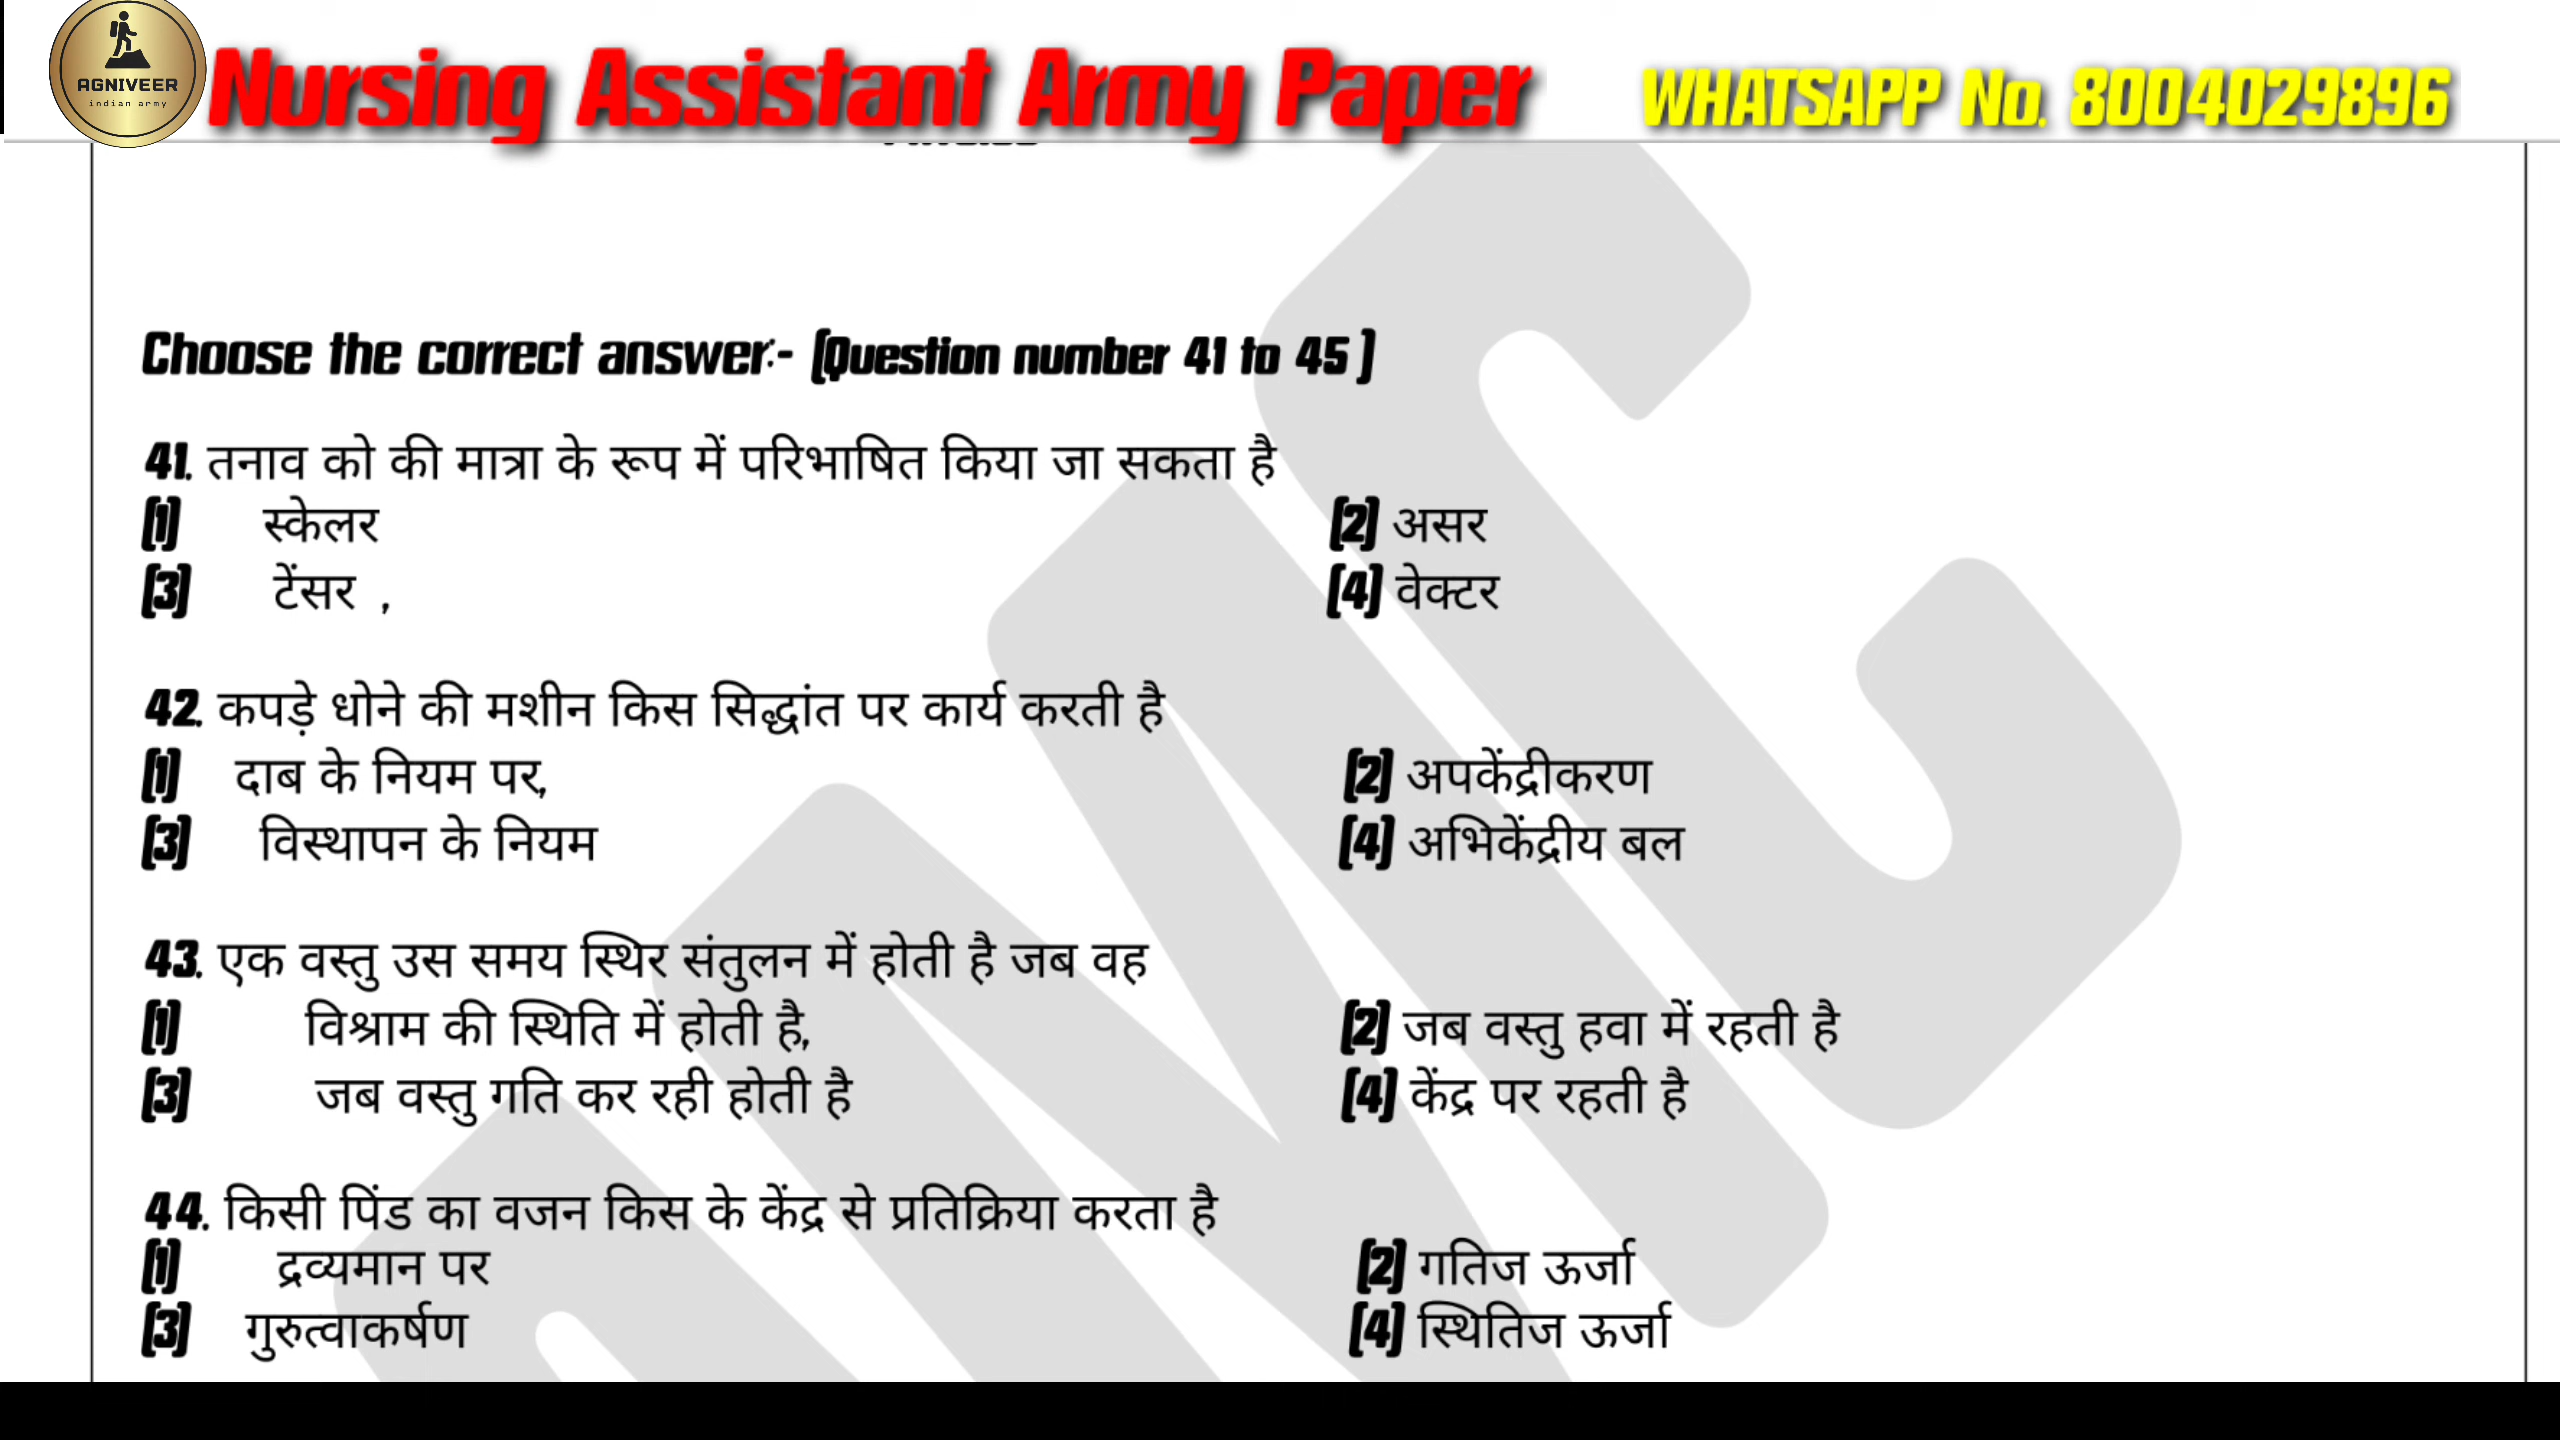 AGNIVEER
indian army
Nursing Assistant Army Paper
WHATSAPP No. 8004029896
Choose the correct answer:- (Question number 41 to 45 )
41. तनाव को की मात्रा के रूप में परिभाषित किया जा सकता है
(1) स्केलर (2) असर
(3) टेंसर , (4) वेक्टर
42. कपड़े धोने की मशीन किस सिद्धांत पर कार्य करती है
(1) दाब के नियम पर, (2) अपकेंद्रीकरण
(3) विस्थापन के नियम (4) अभिकेंद्रीय बल
43. एक वस्तु उस समय स्थिर संतुलन में होती है जब वह
(1) विश्राम की स्थिति में होती है, (2) जब वस्तु हवा में रहती है
(3) जब वस्तु गति कर रही होती है (4) केंद्र पर रहती है
44. किसी पिंड का वजन किस के केंद्र से प्रतिक्रिया करता है
(1) द्रव्यमान पर (2) गतिज ऊर्जा
(3) गुरुत्वाकर्षण (4) स्थितिज ऊर्जा